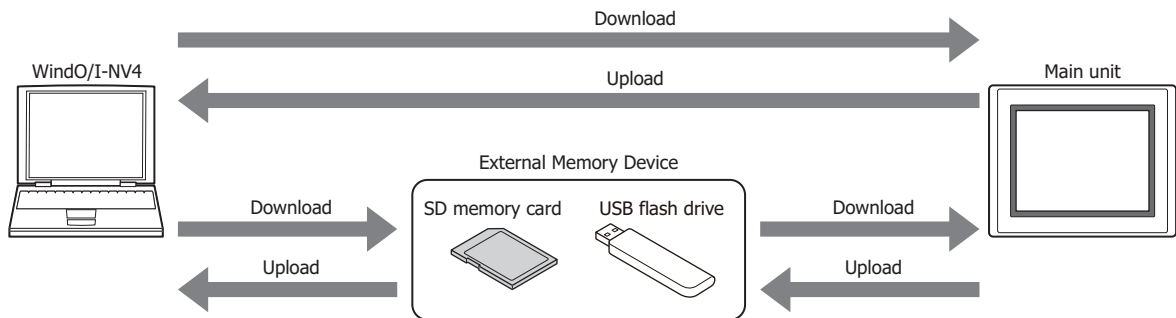 Download
WindO/I-NV4
Upload
Main unit
External Memory Device
Download
SD memory card
USB flash drive
Download
Upload
Upload